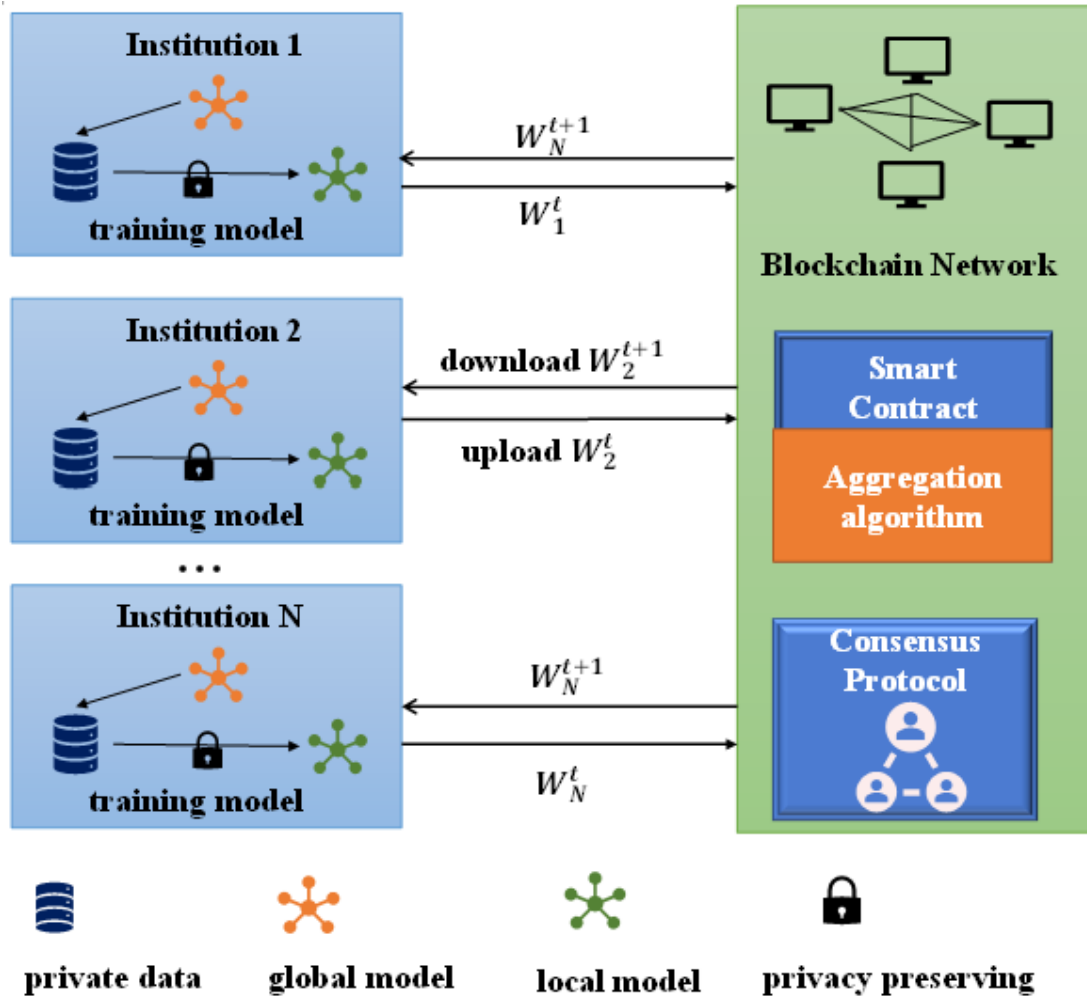 Institution 1
training model
W_N^{t+1}
W_1^t
Blockchain Network
Institution 2
training model
download W_2^{t+1}
upload W_2^t
Smart
Contract
Aggregation
algorithm
...
Institution N
training model
W_N^{t+1}
W_N^t
Consensus
Protocol
private data
global model
local model
privacy preserving